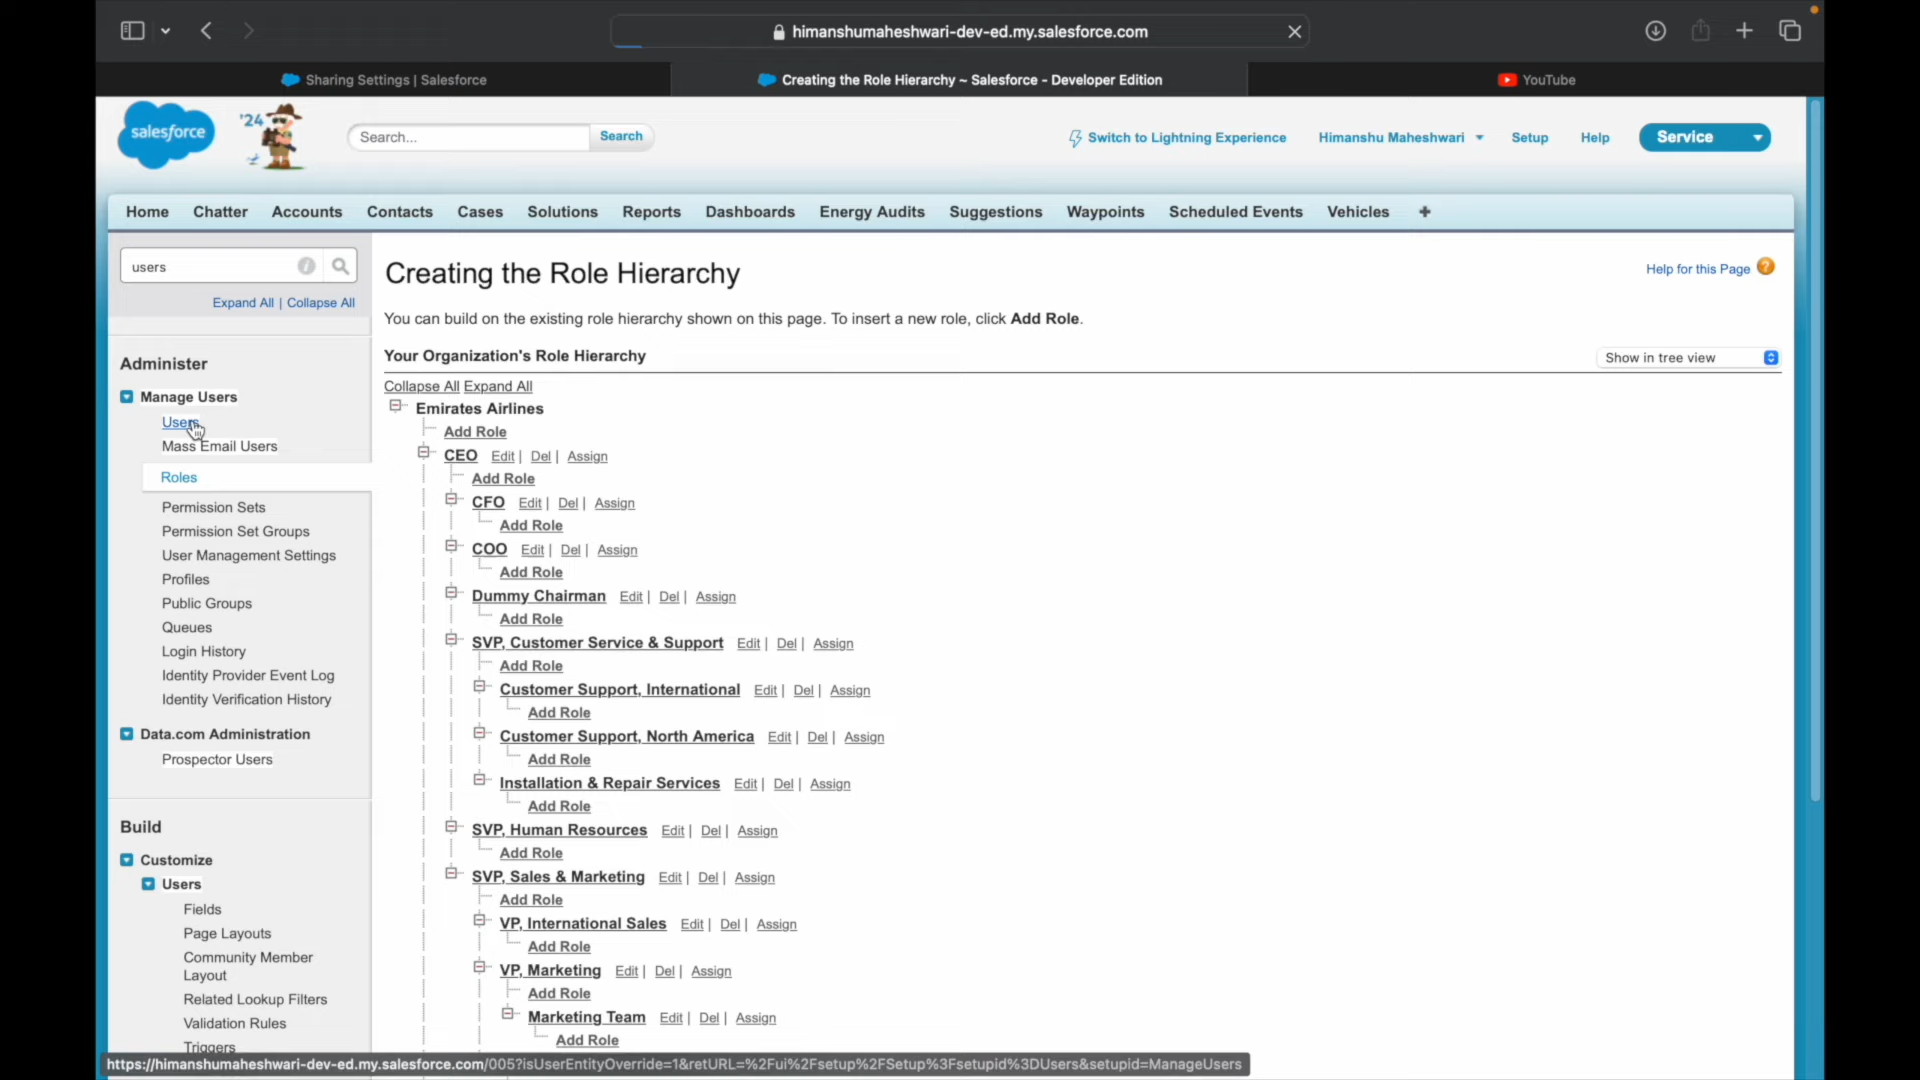 himanshumaheshwari-dev-ed.my.salesforce.com
Sharing Settings | Salesforce
Creating the Role Hierarchy ~ Salesforce - Developer Edition
YouTube
salesforce
'24
Search...
Search
Switch to Lightning Experience
Himanshu Maheshwari
Setup
Help
Service
Home Chatter Accounts Contacts Cases Solutions Reports Dashboards Energy Audits Suggestions Waypoints Scheduled Events Vehicles +
users
Expand All | Collapse All
Administer
Manage Users
Users
Mass Email Users
Roles
Permission Sets
Permission Set Groups
User Management Settings
Profiles
Public Groups
Queues
Login History
Identity Provider Event Log
Identity Verification History
Data.com Administration
Prospector Users
Build
Customize
Users
Fields
Page Layouts
Community Member
Layout
Related Lookup Filters
Validation Rules
Triggers
Creating the Role Hierarchy
Help for this Page ?
You can build on the existing role hierarchy shown on this page. To insert a new role, click Add Role.
Your Organization's Role Hierarchy
Show in tree view
Collapse All Expand All
Emirates Airlines
Add Role
CEO Edit | Del | Assign
Add Role
CFO Edit | Del | Assign
Add Role
COO Edit | Del | Assign
Add Role
Dummy Chairman Edit | Del | Assign
Add Role
SVP, Customer Service & Support Edit | Del | Assign
Add Role
Customer Support, International Edit | Del | Assign
Add Role
Customer Support, North America Edit | Del | Assign
Add Role
Installation & Repair Services Edit | Del | Assign
Add Role
SVP, Human Resources Edit | Del | Assign
Add Role
SVP, Sales & Marketing Edit | Del | Assign
Add Role
VP, International Sales Edit | Del | Assign
Add Role
VP, Marketing Edit | Del | Assign
Add Role
Marketing Team Edit | Del | Assign
Add Role
https://himanshumaheshwari-dev-ed.my.salesforce.com/005?isUserEntityOverride=1&retURL=%2Fui%2Fsetup%2FSetup%3Fsetupid%3DUsers&setupid=ManageUsers